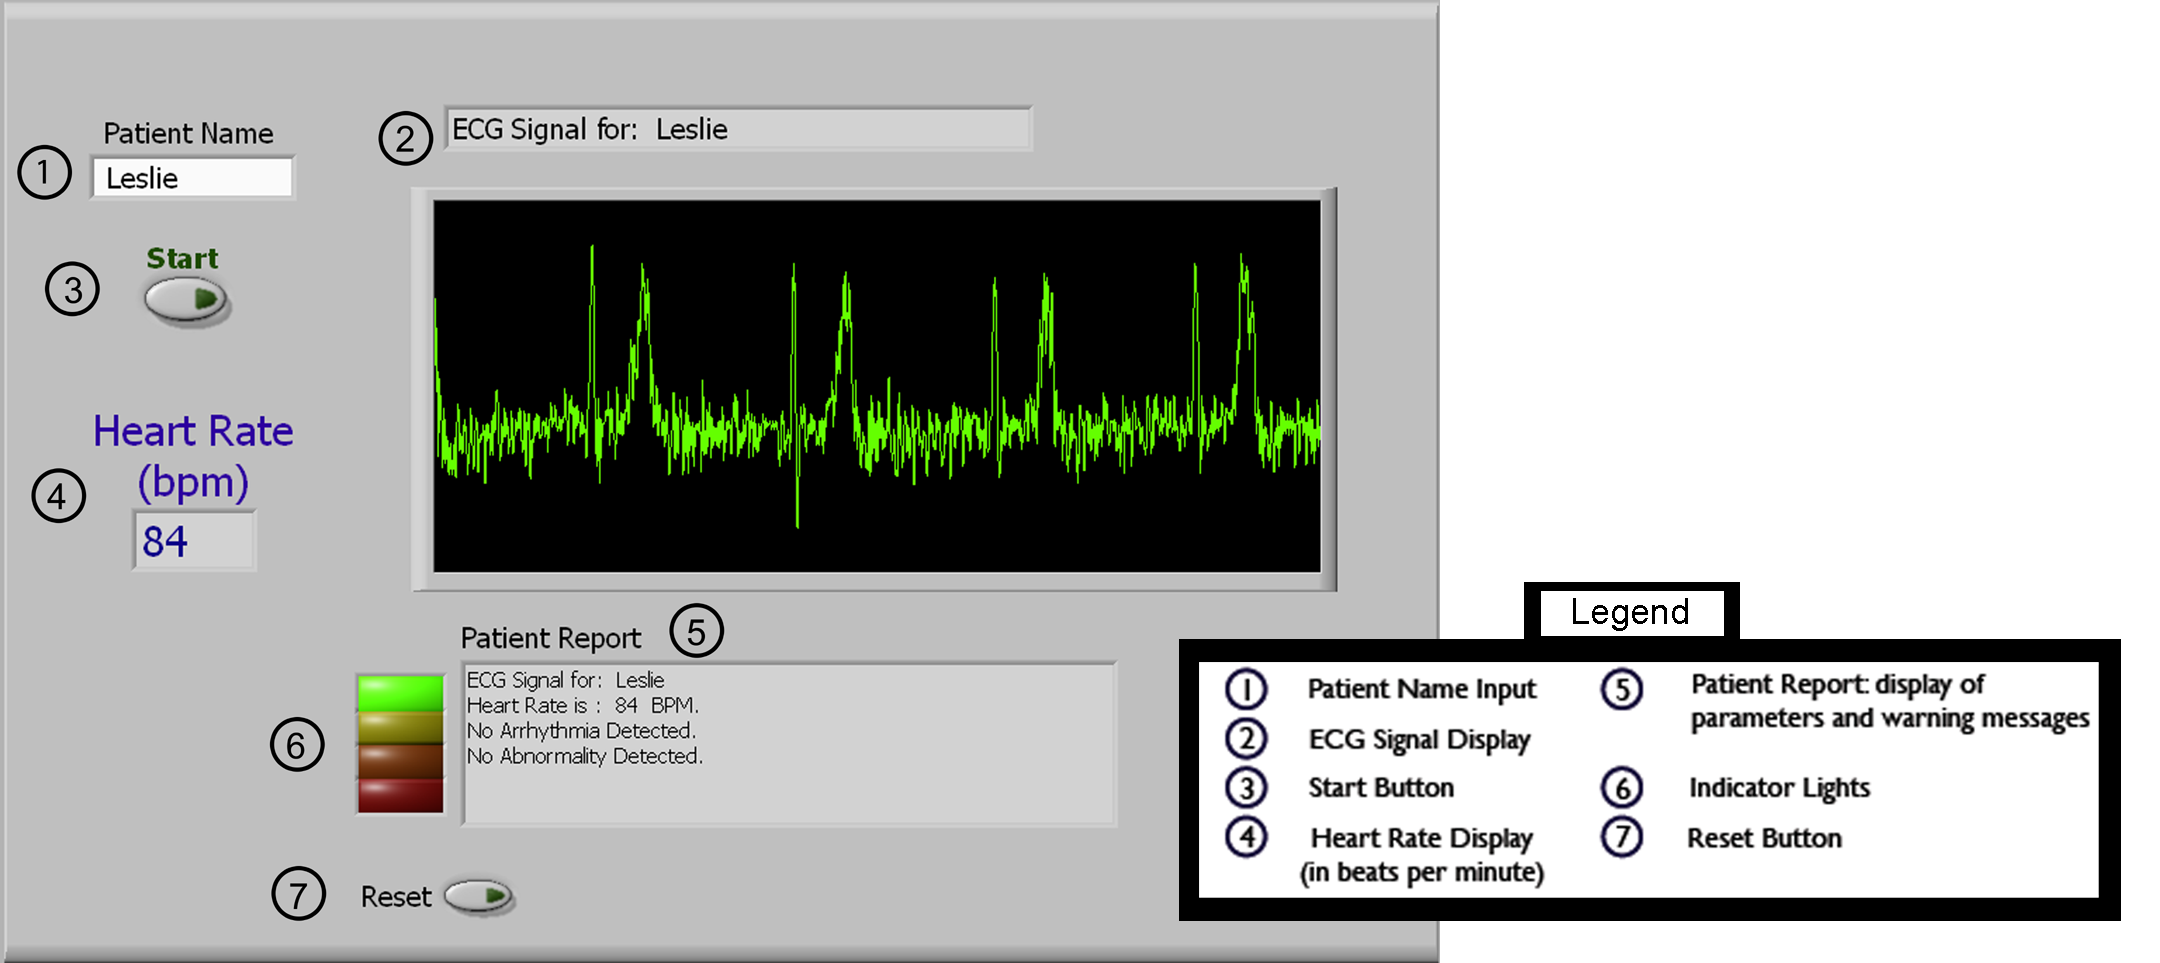 Patient Name
1
Leslie
2
ECG Signal for: Leslie
3
Start
4
Heart Rate
(bpm)
84
Patient Report
5
ECG Signal for: Leslie
Heart Rate is : 84 BPM.
No Arrhythmia Detected.
No Abnormality Detected.
6
7
Reset
Legend
1 Patient Name Input
2 ECG Signal Display
3 Start Button
4 Heart Rate Display
(in beats per minute)
5 Patient Report: display of
parameters and warning messages
6 Indicator Lights
7 Reset Button